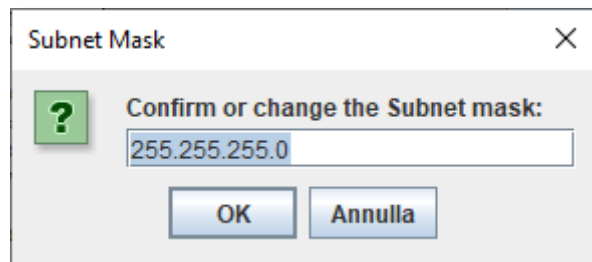 Subnet Mask
?
Confirm or change the Subnet mask:
255.255.255.0
OK Annulla